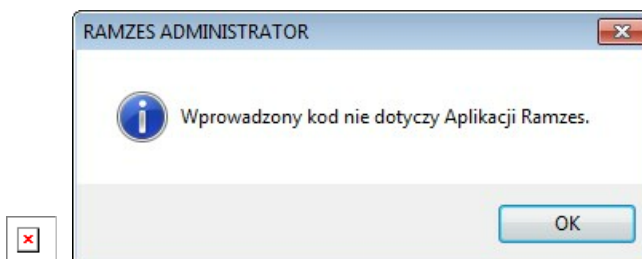 RAMZES ADMINISTRATOR
Wprowadzony kod nie dotyczy Aplikacji Ramzes.
OK